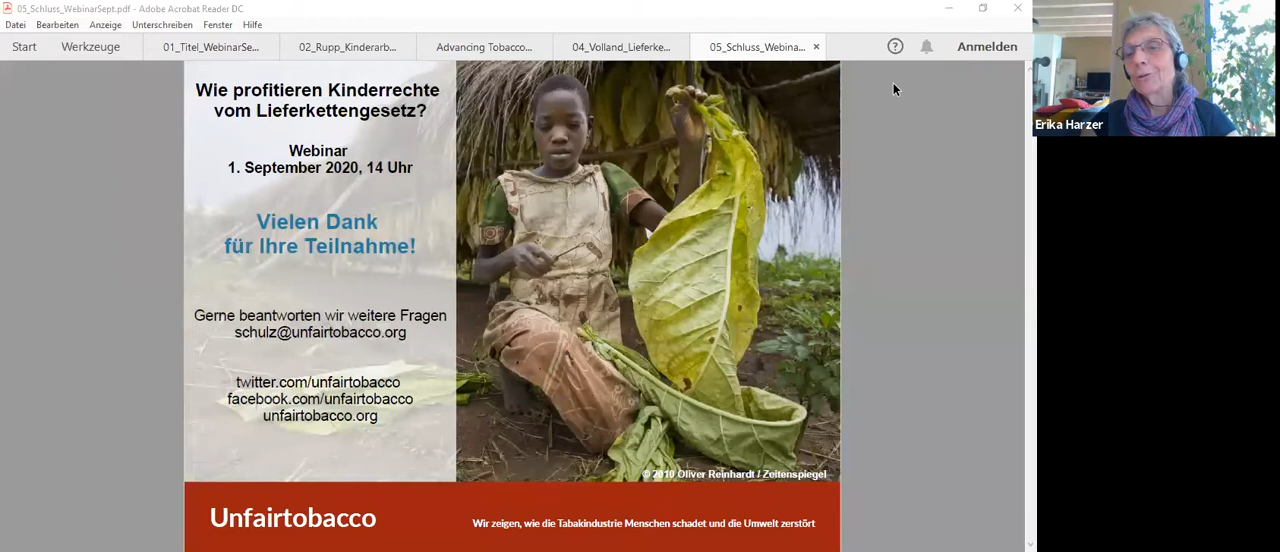 05_Schluss_WebinarSept.pdf - Adobe Acrobat Reader DC
Datei Bearbeiten Anzeige Unterschreiben Fenster Hilfe
Start Werkzeuge 01_Titel_WebinarSe... 02_Rupp_Kinderarb... Advancing Tobacco... 04_Volland_Lieferke... 05_Schluss_Webina... × Anmelden
Erika Harzer
Wie profitieren Kinderrechte
vom Lieferkettengesetz?
Webinar
1. September 2020, 14 Uhr
Vielen Dank
für Ihre Teilnahme!
Gerne beantworten wir weitere Fragen
schulz@unfairtobacco.org
twitter.com/unfairtobacco
facebook.com/unfairtobacco
unfairtobacco.org
© 2010 Oliver Reinhardt / Zeitenspiegel
Unfairtobacco
Wir zeigen, wie die Tabakindustrie Menschen schadet und die Umwelt zerstört